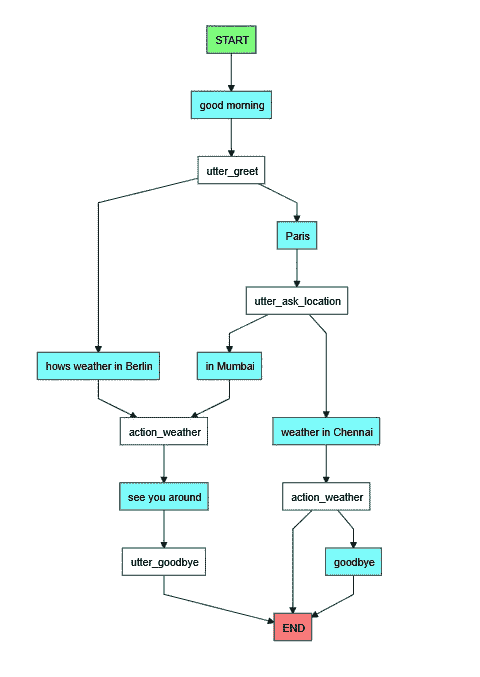 START
good morning
utter_greet
Paris
utter_ask_location
hows weather in Berlin
in Mumbai
action_weather
weather in Chennai
see you around
action_weather
utter_goodbye
goodbye
END